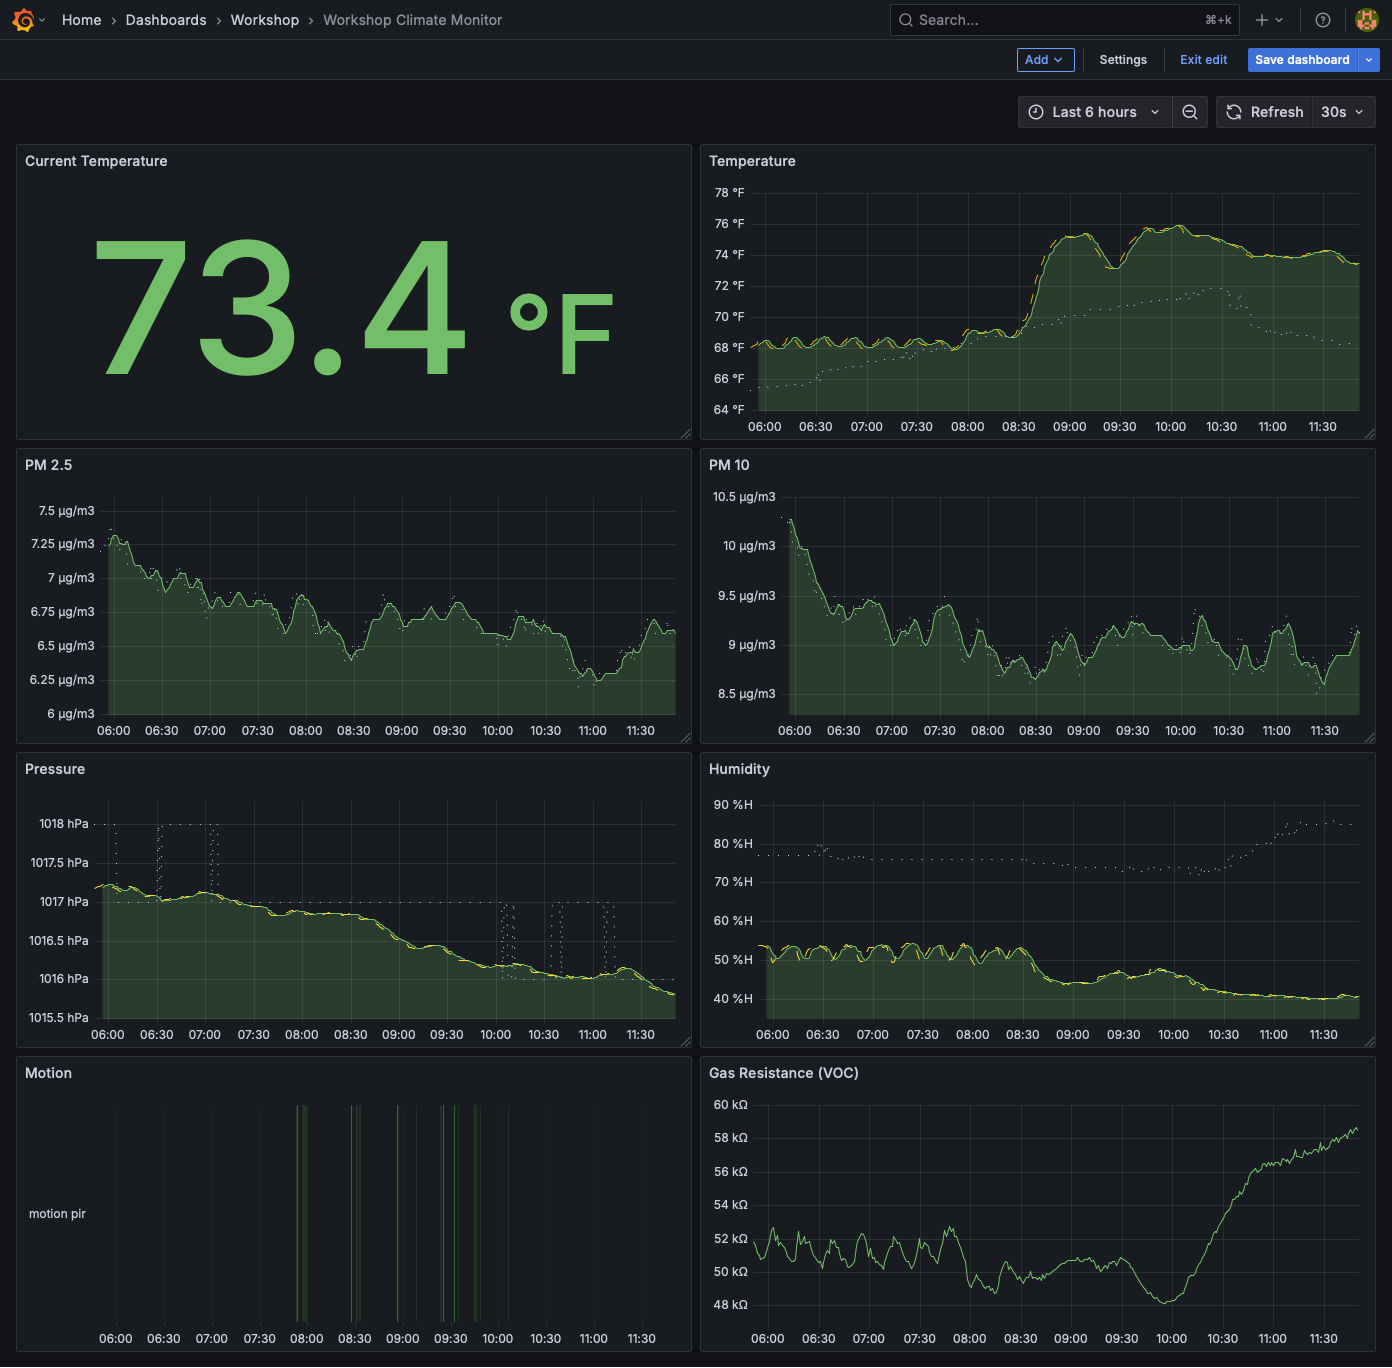 Home › Dashboards › Workshop › Workshop Climate Monitor
Search... ⌘+k
Add Settings Exit edit Save dashboard
Last 6 hours Refresh 30s
Current Temperature
73.4 °F
Temperature
78 °F
76 °F
74 °F
72 °F
70 °F
68 °F
66 °F
64 °F
06:00 06:30 07:00 07:30 08:00 08:30 09:00 09:30 10:00 10:30 11:00 11:30
PM 2.5
7.5 μg/m3
7.25 μg/m3
7 μg/m3
6.75 μg/m3
6.5 μg/m3
6.25 μg/m3
6 μg/m3
06:00 06:30 07:00 07:30 08:00 08:30 09:00 09:30 10:00 10:30 11:00 11:30
PM 10
10.5 μg/m3
10 μg/m3
9.5 μg/m3
9 μg/m3
8.5 μg/m3
06:00 06:30 07:00 07:30 08:00 08:30 09:00 09:30 10:00 10:30 11:00 11:30
Pressure
1018 hPa
1017.5 hPa
1017 hPa
1016.5 hPa
1016 hPa
1015.5 hPa
06:00 06:30 07:00 07:30 08:00 08:30 09:00 09:30 10:00 10:30 11:00 11:30
Humidity
90 %H
80 %H
70 %H
60 %H
50 %H
40 %H
06:00 06:30 07:00 07:30 08:00 08:30 09:00 09:30 10:00 10:30 11:00 11:30
Motion
motion pir
06:00 06:30 07:00 07:30 08:00 08:30 09:00 09:30 10:00 10:30 11:00 11:30
Gas Resistance (VOC)
60 kΩ
58 kΩ
56 kΩ
54 kΩ
52 kΩ
50 kΩ
48 kΩ
06:00 06:30 07:00 07:30 08:00 08:30 09:00 09:30 10:00 10:30 11:00 11:30